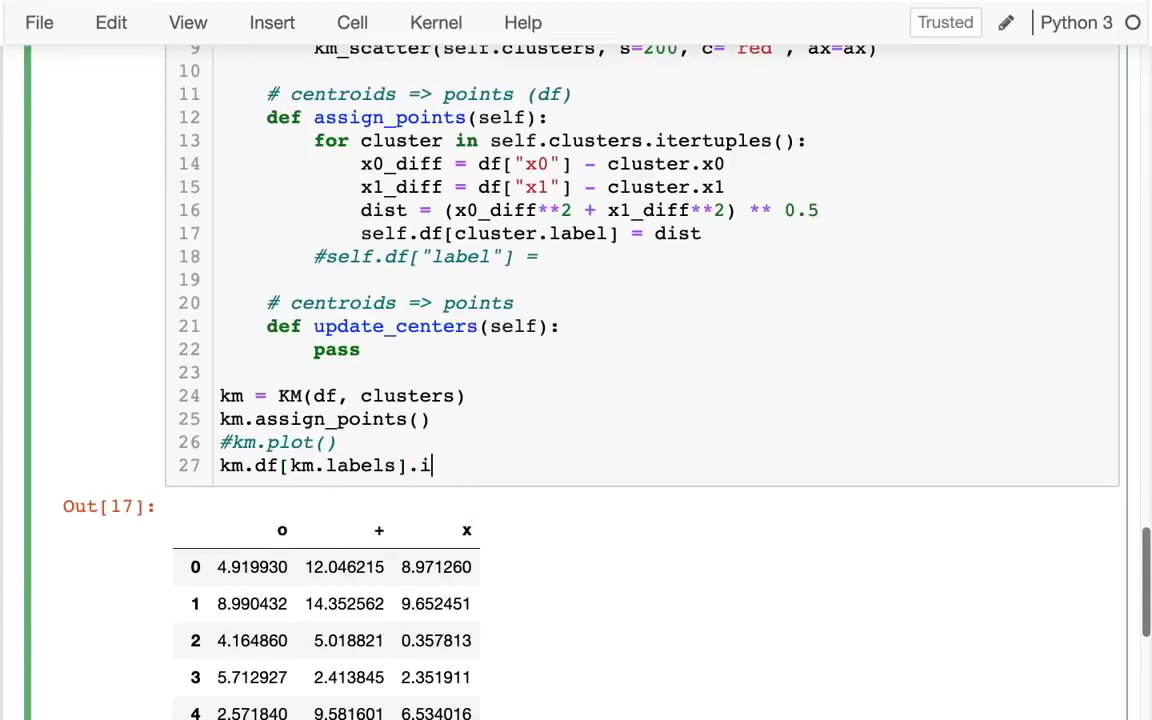 File Edit View Insert Cell Kernel Help Trusted Python 3
9 km_scatter(self.clusters, s=200, c="red", ax=ax)
10
11 # centroids => points (df)
12 def assign_points(self):
13 for cluster in self.clusters.itertuples():
14 x0_diff = df["x0"] - cluster.x0
15 x1_diff = df["x1"] - cluster.x1
16 dist = (x0_diff**2 + x1_diff**2) ** 0.5
17 self.df[cluster.label] = dist
18 #self.df["label"] =
19
20 # centroids => points
21 def update_centers(self):
22 pass
23
24 km = KM(df, clusters)
25 km.assign_points()
26 #km.plot()
27 km.df[km.labels].i
Out[17]:
o + x
0 4.919930 12.046215 8.971260
1 8.990432 14.352562 9.652451
2 4.164860 5.018821 0.357813
3 5.712927 2.413845 2.351911
4 2.571840 9.581601 6.534016